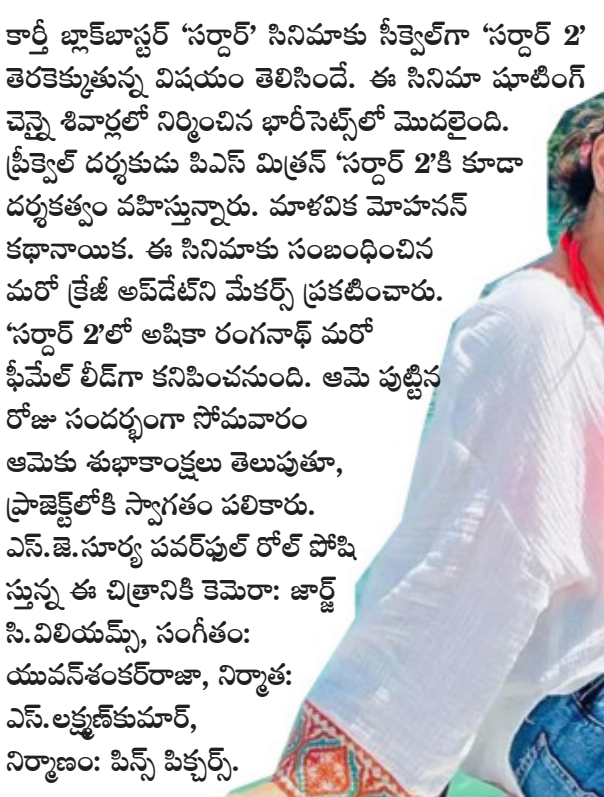 కార్తీ బ్లాక్‌బాస్టర్ ‘సర్దార్’ సినిమాకు సీక్వెల్‌గా ‘సర్దార్ 2’
తెరకెక్కుతున్న విషయం తెలిసిందే. ఈ సినిమా షూటింగ్
చెన్నై శివార్లలో నిర్మించిన భారీసెట్స్‌లో మొదలైంది.
ప్రీక్వెల్ దర్శకుడు పిఎస్ మిత్రన్ ‘సర్దార్ 2’కి కూడా
దర్శకత్వం వహిస్తున్నారు. మాళవిక మోహనన్
కథానాయిక. ఈ సినిమాకు సంబంధించిన
మరో క్రేజీ అప్‌డేట్‌ని మేకర్స్ ప్రకటించారు.
‘సర్దార్ 2’లో అషికా రంగనాథ్ మరో
ఫీమేల్ లీడ్‌గా కనిపించనుంది. ఆమె పుట్టిన
రోజు సందర్భంగా సోమవారం
ఆమెకు శుభాకాంక్షలు తెలుపుతూ,
ప్రాజెక్ట్‌లోకి స్వాగతం పలికారు.
ఎస్.జె.సూర్య పవర్‌ఫుల్ రోల్ పోషి
స్తున్న ఈ చిత్రానికి కెమెరా: జార్జ్
సి.విలియమ్స్, సంగీతం:
యువన్‌శంకర్‌రాజా, నిర్మాత:
ఎస్.లక్ష్మణ్‌కుమార్,
నిర్మాణం: పిన్స్ పిక్చర్స్.